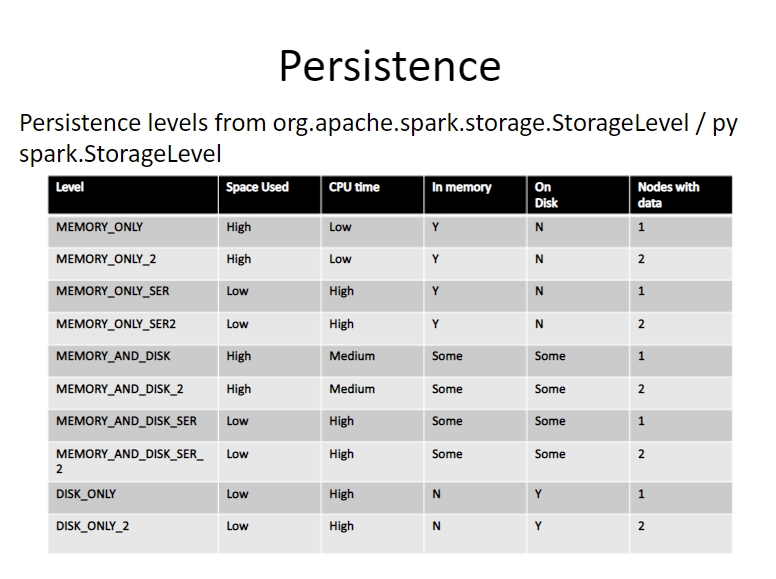 Persistence
Persistence levels from org.apache.spark.storage.StorageLevel / py
spark.StorageLevel
Level Space Used CPU time In memory On Disk Nodes with data
MEMORY_ONLY High Low Y N 1
MEMORY_ONLY_2 High Low Y N 2
MEMORY_ONLY_SER Low High Y N 1
MEMORY_ONLY_SER2 Low High Y N 2
MEMORY_AND_DISK High Medium Some Some 1
MEMORY_AND_DISK_2 High Medium Some Some 2
MEMORY_AND_DISK_SER Low High Some Some 1
MEMORY_AND_DISK_SER_2 Low High Some Some 2
DISK_ONLY Low High N Y 1
DISK_ONLY_2 Low High N Y 2